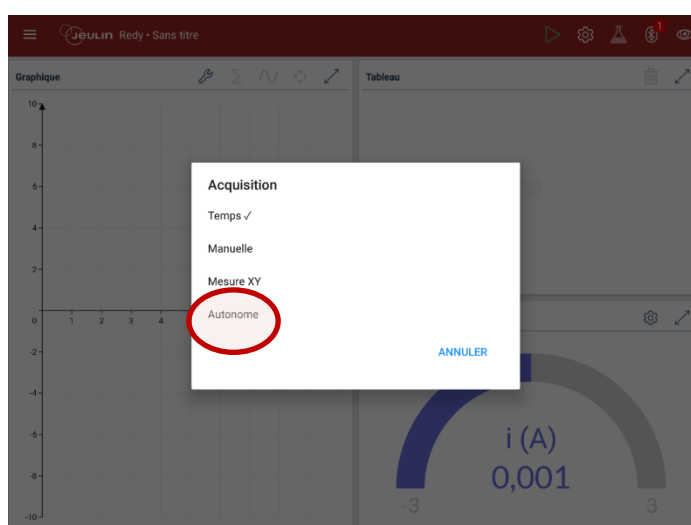 Jeulin Redy • Sans titre
1
Graphique
Tableau
10
8
6
4
2
0 1 2 3 4
-2
-4
-6
-8
-10
Acquisition
Temps ✓
Manuelle
Mesure XY
Autonome
ANNULER
i (A)
0,001
-3 3